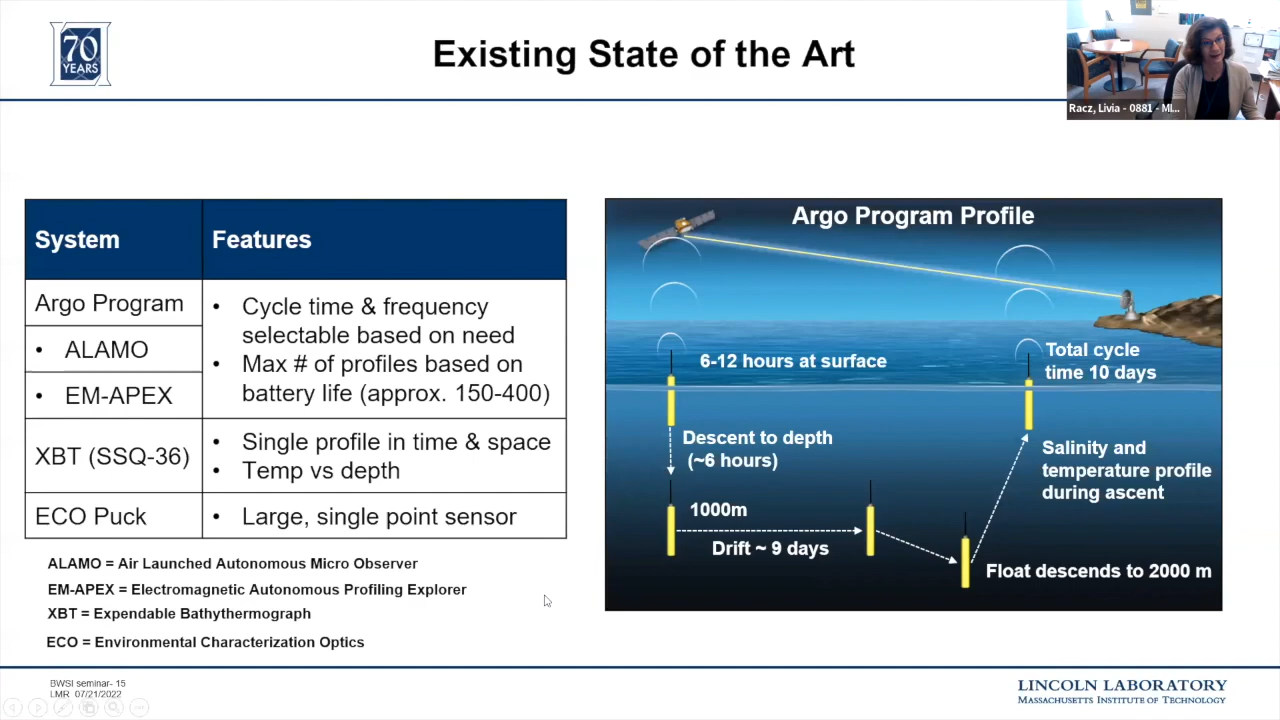 70
YEARS
Existing State of the Art
Racz, Livia - 0881 - MI...
System
Features
Argo Program
• ALAMO
• EM-APEX
• Cycle time & frequency
selectable based on need
• Max # of profiles based on
battery life (approx. 150-400)
XBT (SSQ-36)
• Single profile in time & space
• Temp vs depth
ECO Puck
• Large, single point sensor
ALAMO = Air Launched Autonomous Micro Observer
EM-APEX = Electromagnetic Autonomous Profiling Explorer
XBT = Expendable Bathythermograph
ECO = Environmental Characterization Optics
Argo Program Profile
6-12 hours at surface
Total cycle
time 10 days
Descent to depth
(~6 hours)
Salinity and
temperature profile
during ascent
1000m
Drift ~ 9 days
Float descends to 2000 m
BWSI seminar- 15
LMR 07/21/2022
LINCOLN LABORATORY
MASSACHUSETTS INSTITUTE OF TECHNOLOGY